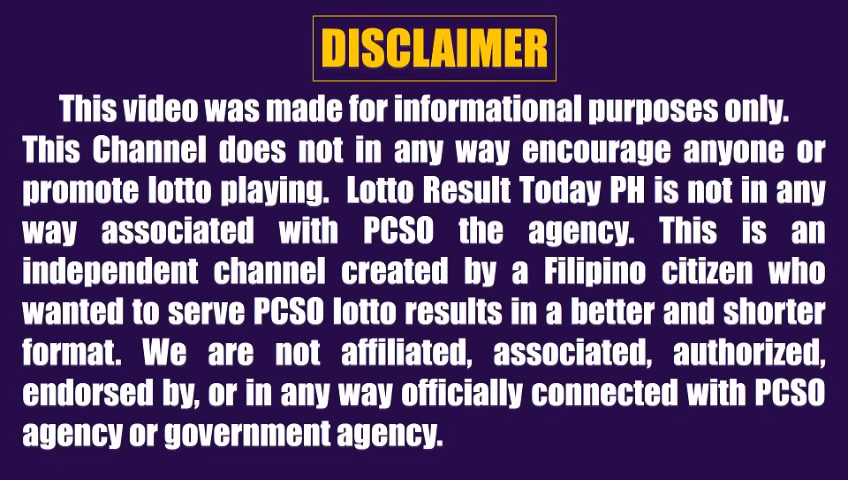 DISCLAIMER
This video was made for informational purposes only.
This Channel does not in any way encourage anyone or
promote lotto playing. Lotto Result Today PH is not in any
way associated with PCSO the agency. This is an
independent channel created by a Filipino citizen who
wanted to serve PCSO lotto results in a better and shorter
format. We are not affiliated, associated, authorized,
endorsed by, or in any way officially connected with PCSO
agency or government agency.